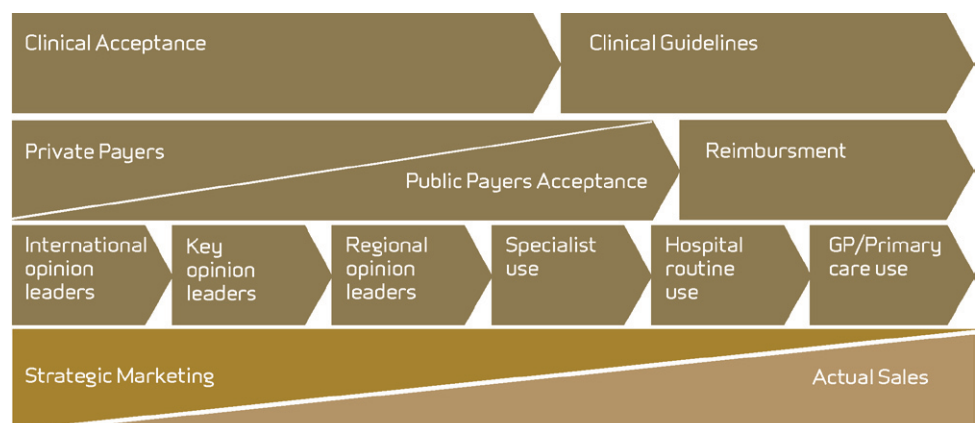 Clinical Acceptance
Clinical Guidelines
Private Payers
Public Payers Acceptance
Reimbursment
International
opinion
leaders
Key
opinion
leaders
Regional
opinion
leaders
Specialist
use
Hospital
routine
use
GP/Primary
care use
Strategic Marketing
Actual Sales